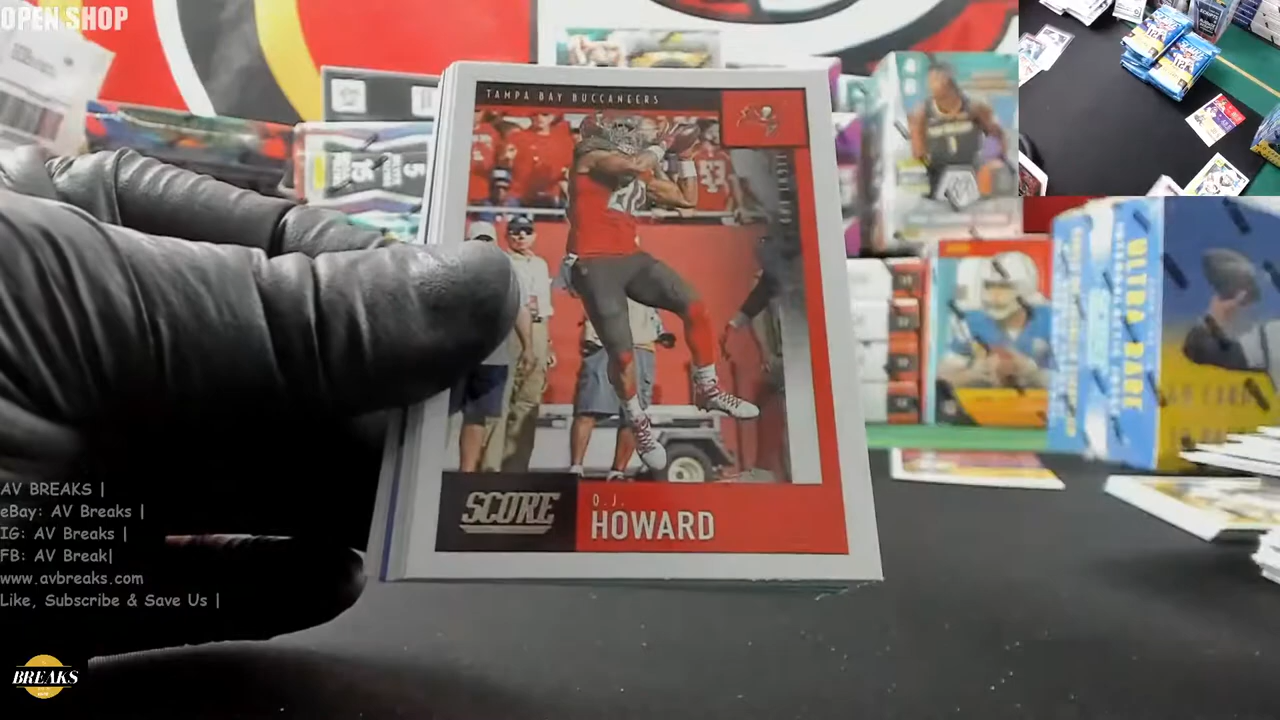 OPEN SHOP
TAMPA BAY BUCCANEERS
SCORE
O.J.
HOWARD
ULTRA RARE
AV BREAKS |
eBay: AV Breaks |
IG: AV Breaks |
FB: AV Break|
www.avbreaks.com
Like, Subscribe & Save Us |
BREAKS